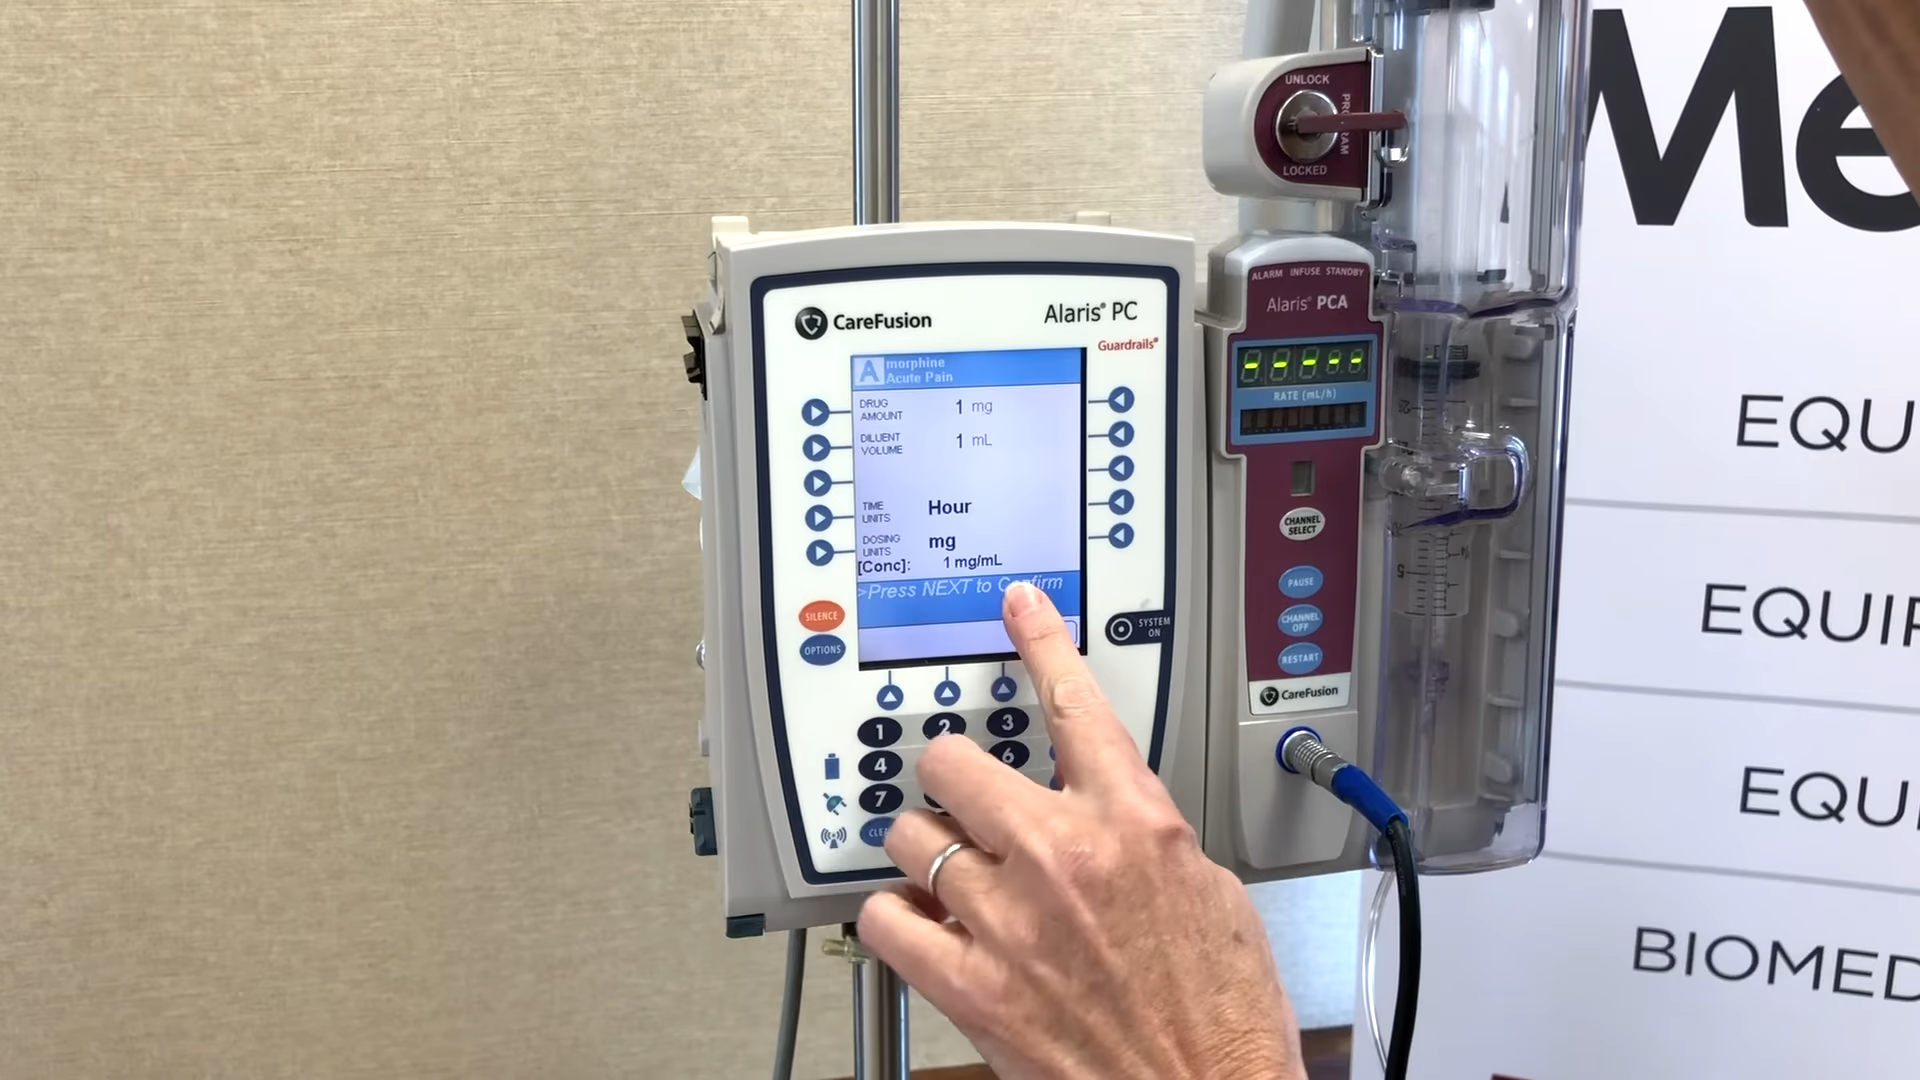 CareFusion
Alaris® PC
Guardrails®
A
morphine
Acute Pain
DRUG AMOUNT 1 mg
DILUENT VOLUME 1 mL
TIME UNITS Hour
DOSING UNITS mg
[Conc]: 1 mg/mL
>Press NEXT to
SILENCE
OPTIONS
SYSTEM ON
1 2 3
4 6
7
UNLOCK
PROGRAM
LOCKED
ALARM INFUSE STANDBY
Alaris® PCA
-----
RATE (mL/h)
CHANNEL SELECT
PAUSE
CHANNEL OFF
RESTART
CareFusion
5
Me
EQU
EQUIP
EQUI
BIOMED